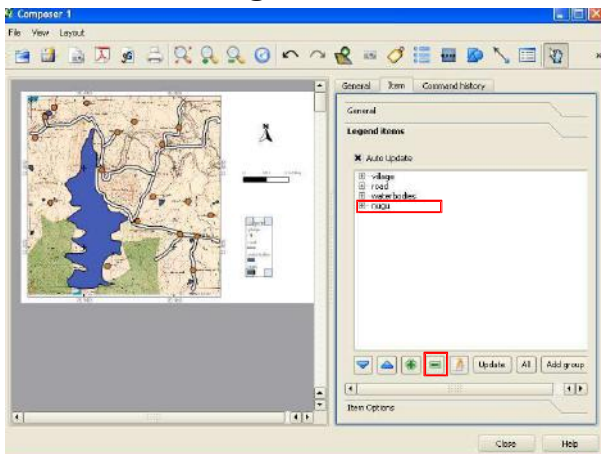 Composer 1
File View Layout
General Item Command history
General
Legend items
Auto Update
village
road
waterbodies
nugu
Update All Add group
Item Options
Close Help